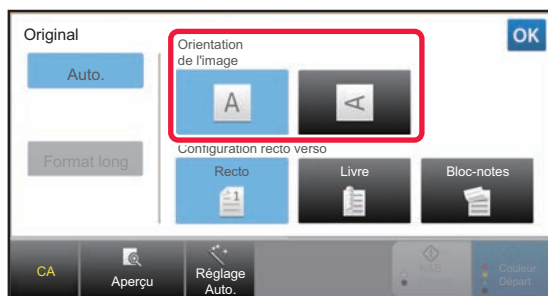 Original
OK
Orientation
de l'image
Auto.
A
A
Configuration recto verso
Format long
Recto
Livre
Bloc-notes
1
CA
Aperçu
Réglage
Auto.
N&B
Couleur
Départ